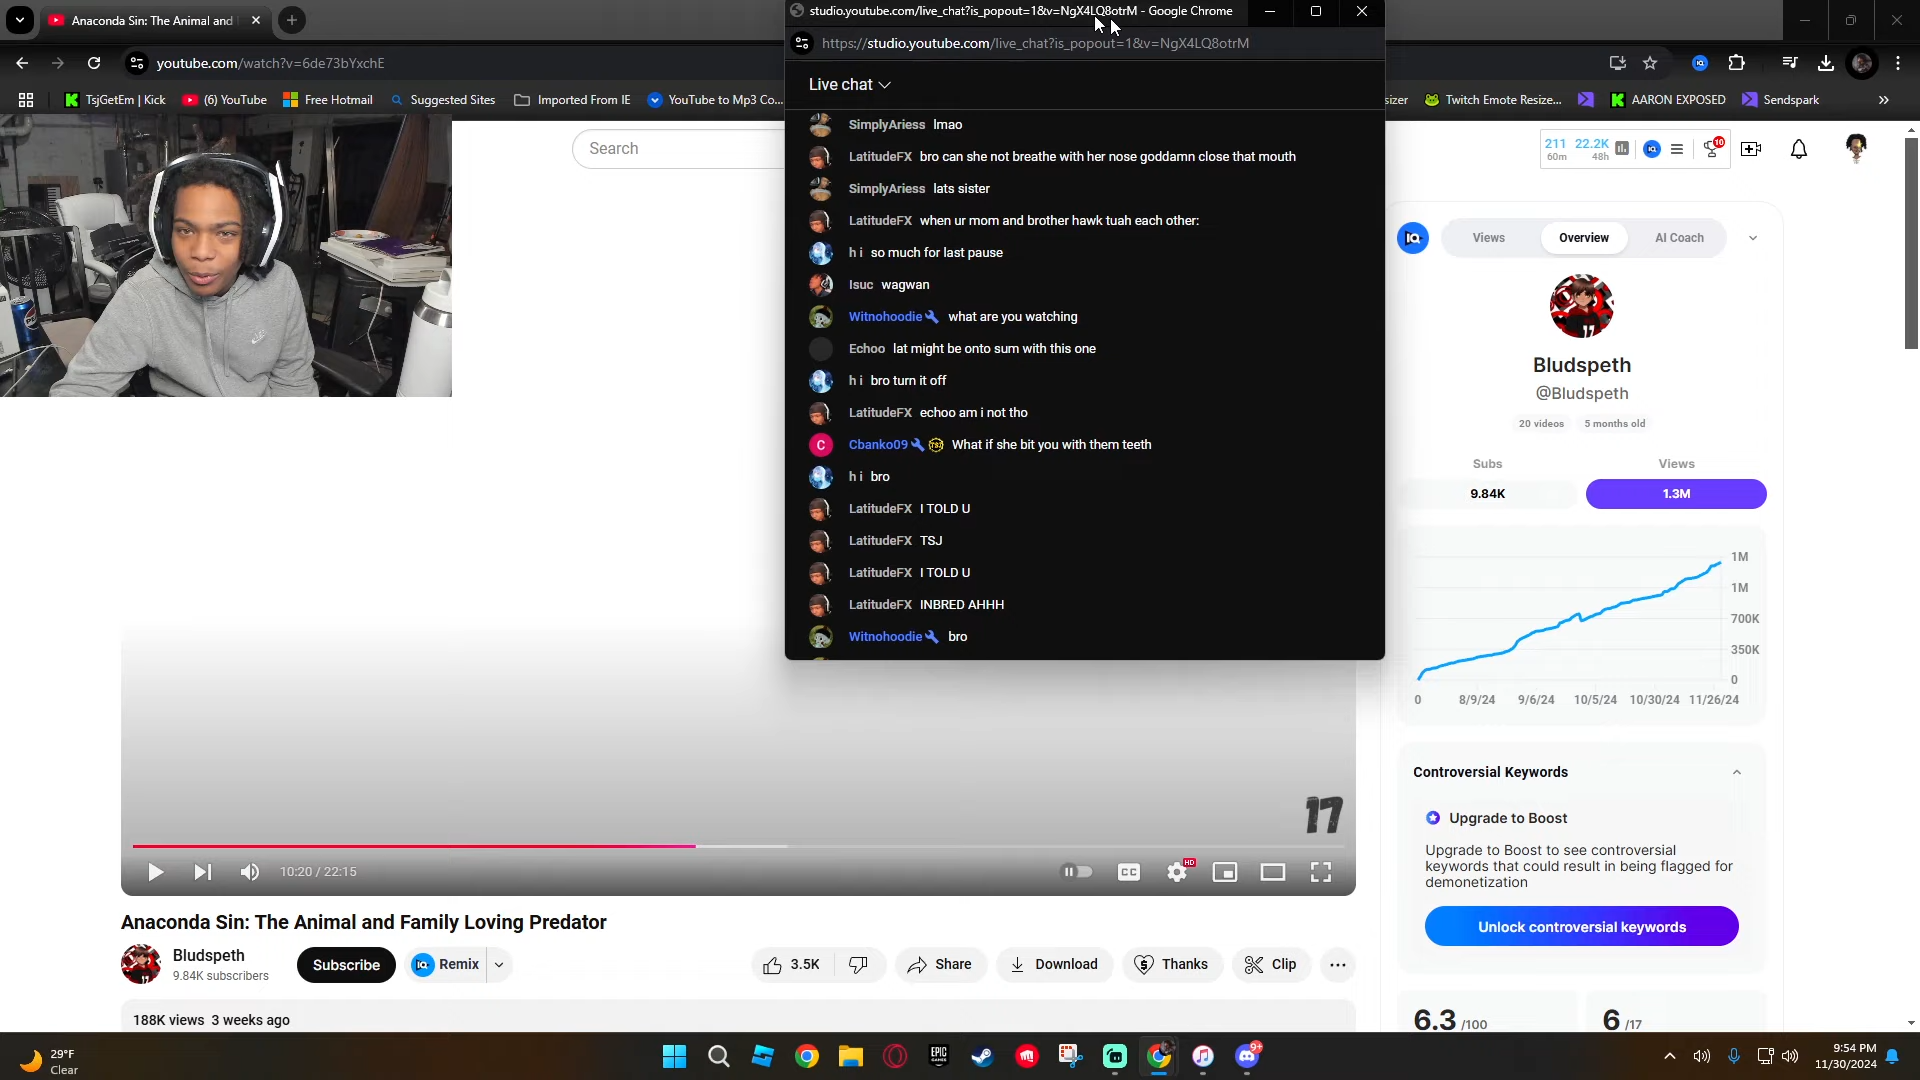 Anaconda Sin: The Animal and
studio.youtube.com/live_chat?is_popout=1&v=NgX4LQ8otrM - Google Chrome
https://studio.youtube.com/live_chat?is_popout=1&v=NgX4LQ8otrM
youtube.com/watch?v=6de73bYxchE
TsjGetEm | Kick
(6) YouTube
Free Hotmail
Suggested Sites
Imported From IE
YouTube to Mp3 Co...
sizer
Twitch Emote Resize...
AARON EXPOSED
Sendspark
Search
Live chat
SimplyAriess lmao
LatitudeFX bro can she not breathe with her nose goddamn close that mouth
SimplyAriess lats sister
LatitudeFX when ur mom and brother hawk tuah each other:
h i so much for last pause
Isuc wagwan
Witnohoodie what are you watching
Echoo lat might be onto sum with this one
h i bro turn it off
LatitudeFX echoo am i not tho
C Cbanko09 What if she bit you with them teeth
h i bro
LatitudeFX I TOLD U
LatitudeFX TSJ
LatitudeFX I TOLD U
LatitudeFX INBRED AHHH
Witnohoodie bro
211 22.2K
60m 48h
10
Views Overview AI Coach
17
Bludspeth
@Bludspeth
20 videos 5 months old
Subs Views
9.84K 1.3M
1M
1M
700K
350K
0
0 8/9/24 9/6/24 10/5/24 10/30/24 11/26/24
Controversial Keywords
Upgrade to Boost
Upgrade to Boost to see controversial
keywords that could result in being flagged for
demonetization
Unlock controversial keywords
6.3 /100 6 /17
17
10:20 / 22:15
CC
HD
Anaconda Sin: The Animal and Family Loving Predator
Bludspeth
9.84K subscribers
Subscribe
Remix
3.5K
Share
Download
Thanks
Clip
188K views 3 weeks ago
29°F
Clear
EPIC
GAMES
9+
9:54 PM
11/30/2024